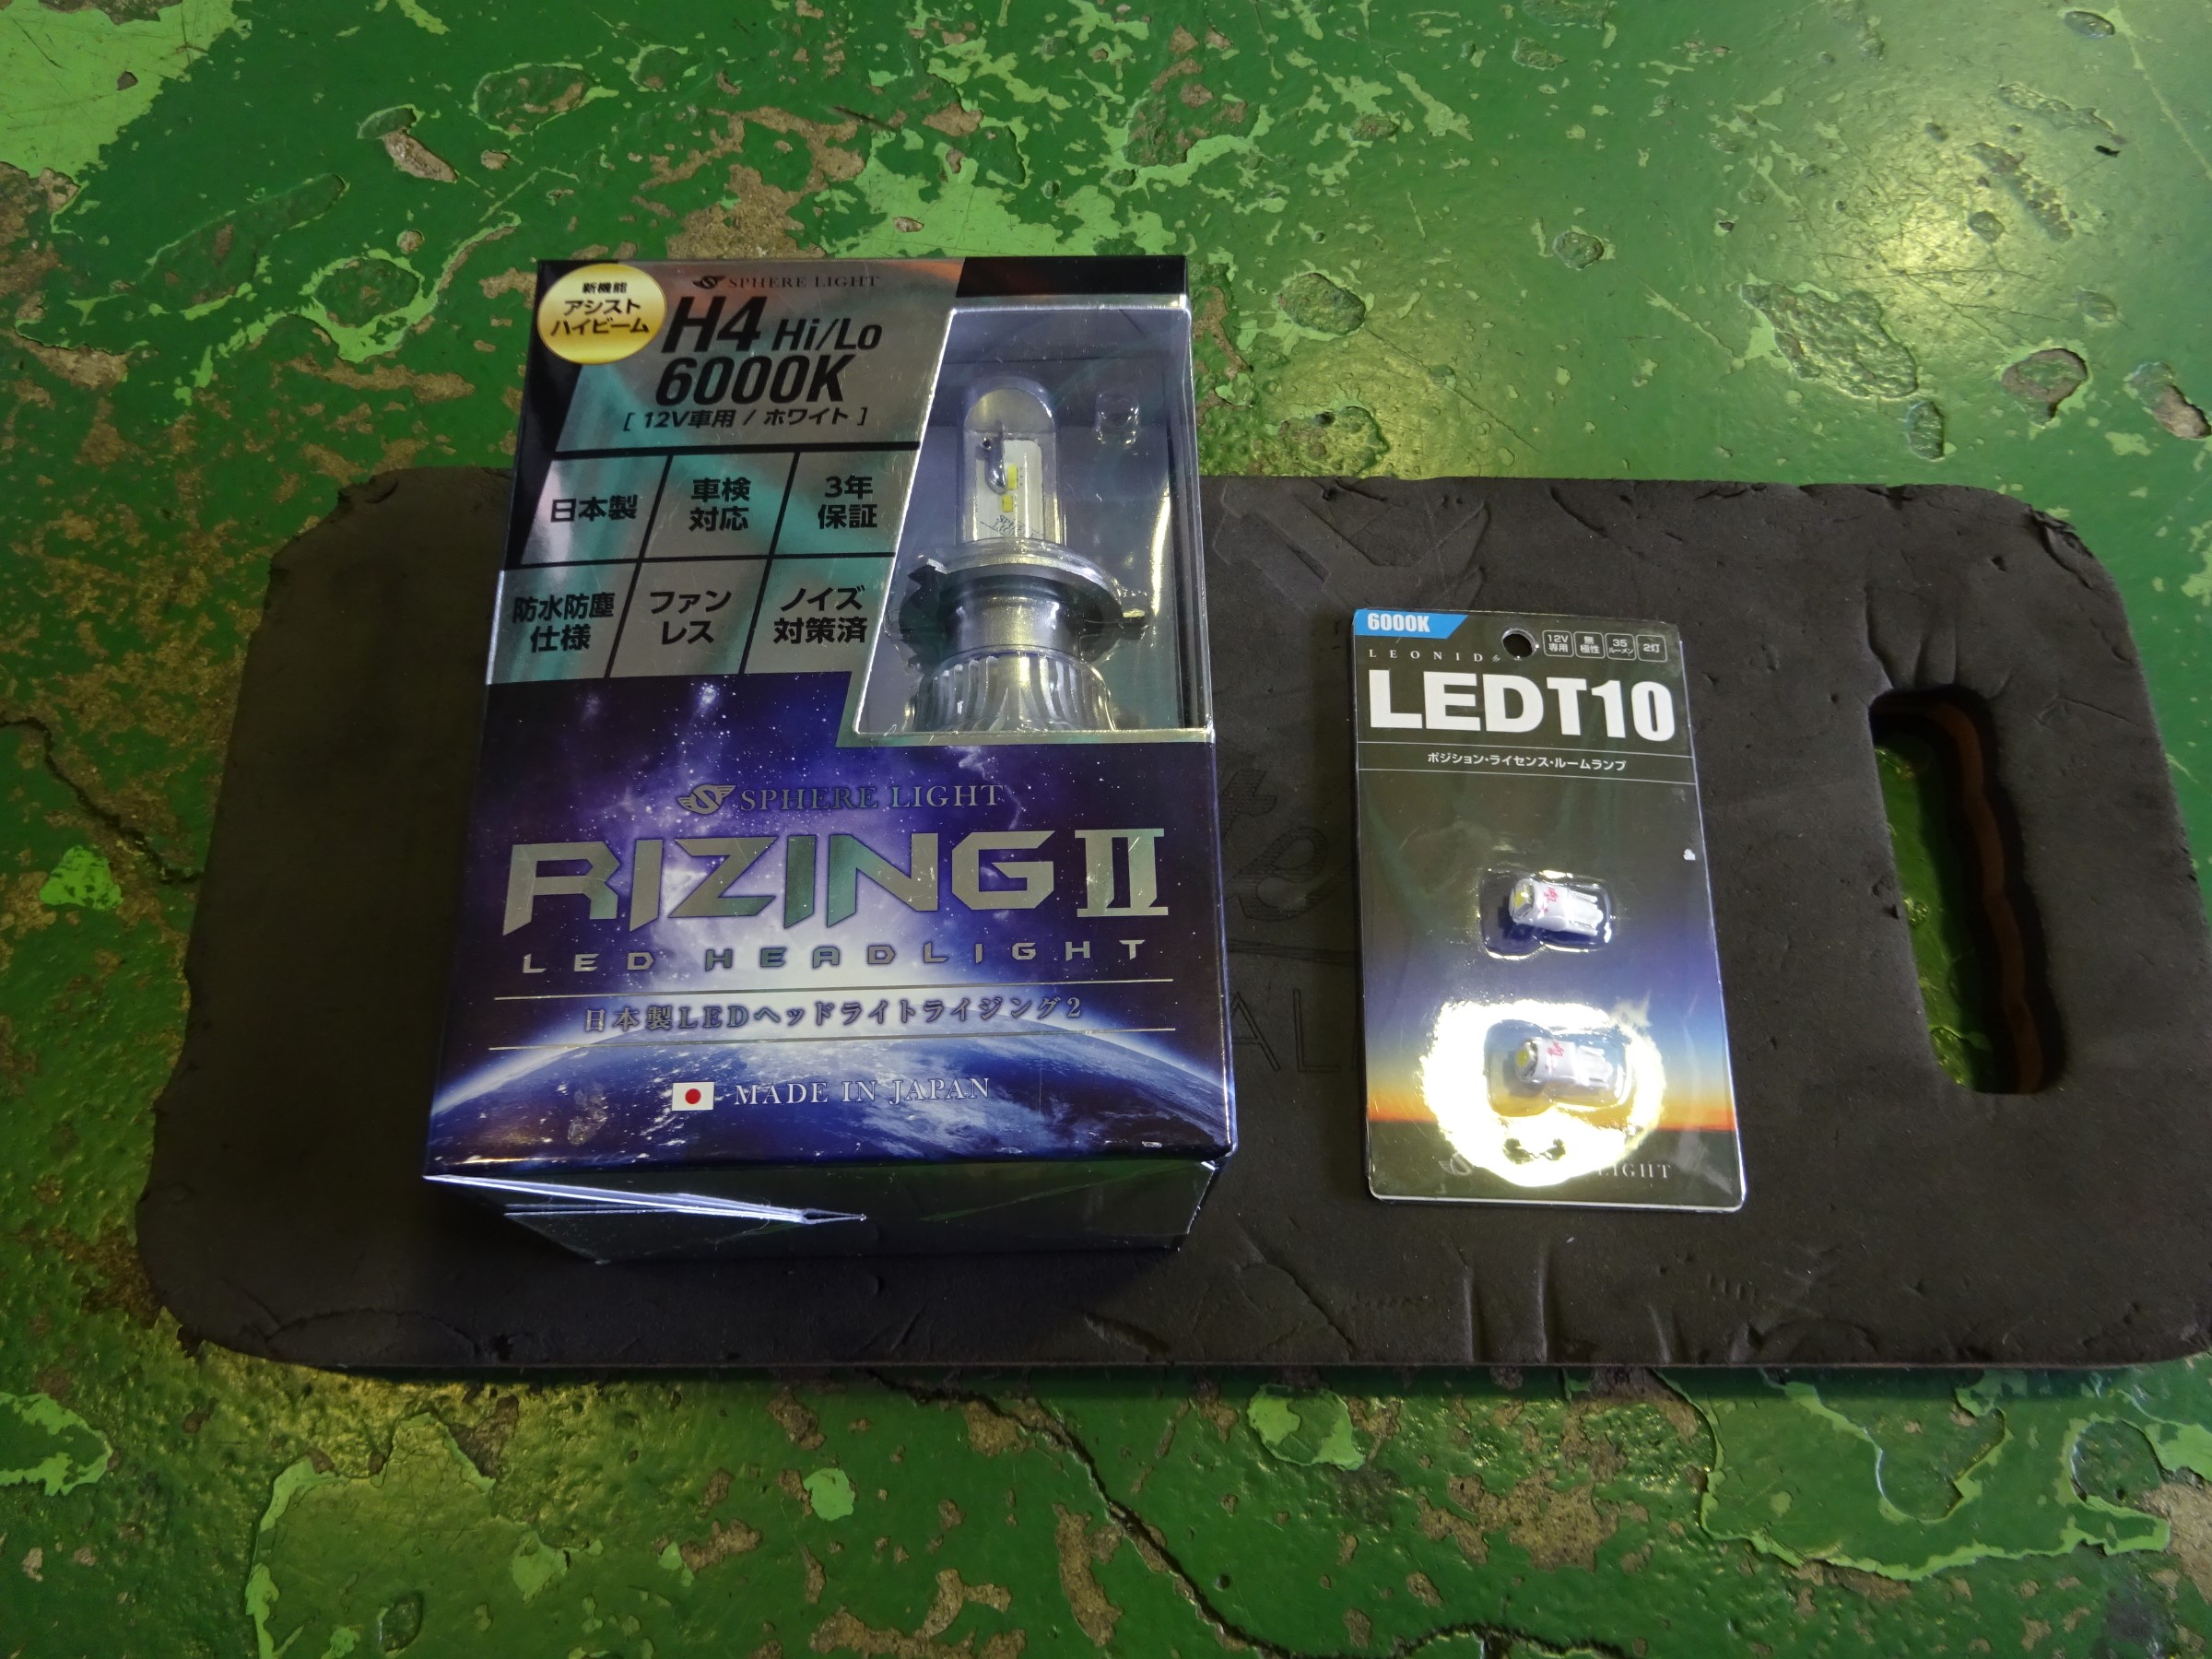 新機能
アシスト
ハイビーム
SPHERE LIGHT
H4 Hi/Lo
6000K
[ 12V車用 / ホワイト ]
日本製
車検
対応
3年
保証
防水防塵
仕様
ファン
レス
ノイズ
対策済
SPHERE LIGHT
RIZING II
LED HEADLIGHT
日本製LEDヘッドライトライジング2
MADE IN JAPAN
6000K
12V
専用
無
極性
35
ルーメン
2灯
LEONID
LEDT10
ポジション・ライセンス・ルームランプ
LIGHT